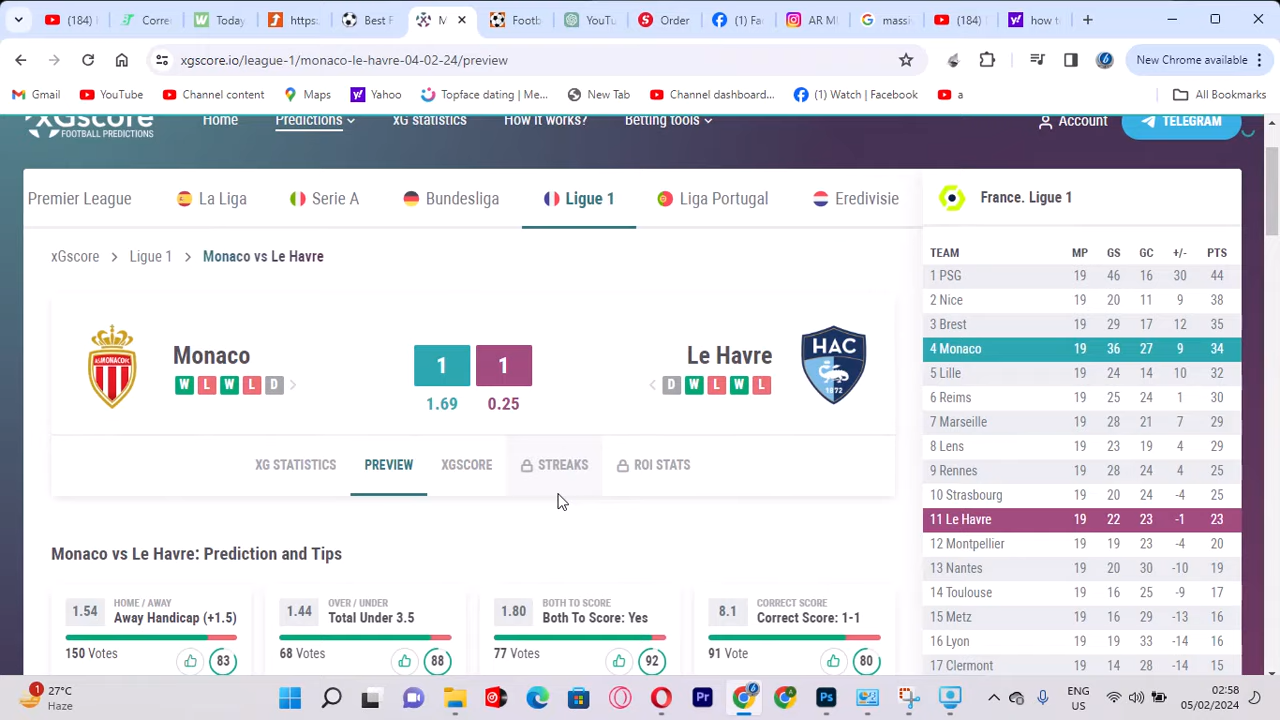 (184)
Correc
Today
https:
Best F
M
Footb
YouTu
Order
(1) Fa
AR M
massi
(184)
how to
xgscore.io/league-1/monaco-le-havre-04-02-24/preview
New Chrome available
Gmail
YouTube
Channel content
Maps
Yahoo
Topface dating | Me...
New Tab
Channel dashboard...
(1) Watch | Facebook
a
All Bookmarks
xGscore
FOOTBALL PREDICTIONS
Home
Predictions
xG statistics
How it works?
Betting tools
Account
TELEGRAM
Premier League
La Liga
Serie A
Bundesliga
Ligue 1
Liga Portugal
Eredivisie
xGscore > Ligue 1 > Monaco vs Le Havre
Monaco
W L W L D
1 1
1.69 0.25
Le Havre
D W L W L
HAC
1872
XG STATISTICS
PREVIEW
XGSCORE
STREAKS
ROI STATS
Monaco vs Le Havre: Prediction and Tips
1.54
HOME / AWAY
Away Handicap (+1.5)
150 Votes
83
1.44
OVER / UNDER
Total Under 3.5
68 Votes
88
1.80
BOTH TO SCORE
Both To Score: Yes
77 Votes
92
8.1
CORRECT SCORE
Correct Score: 1-1
91 Vote
80
France. Ligue 1
TEAM MP GS GC +/- PTS
1 PSG 19 46 16 30 44
2 Nice 19 20 11 9 38
3 Brest 19 29 17 12 35
4 Monaco 19 36 27 9 34
5 Lille 19 24 14 10 32
6 Reims 19 25 24 1 30
7 Marseille 19 28 21 7 29
8 Lens 19 23 19 4 29
9 Rennes 19 28 24 4 25
10 Strasbourg 19 20 24 -4 25
11 Le Havre 19 22 23 -1 23
12 Montpellier 19 19 23 -4 20
13 Nantes 19 20 30 -10 19
14 Toulouse 19 16 25 -9 17
15 Metz 19 16 29 -13 16
16 Lyon 19 19 33 -14 16
17 Clermont 19 14 28 -14 15
1
27°C
Haze
Pr
6
Ps
ENG
US
02:58
05/02/2024